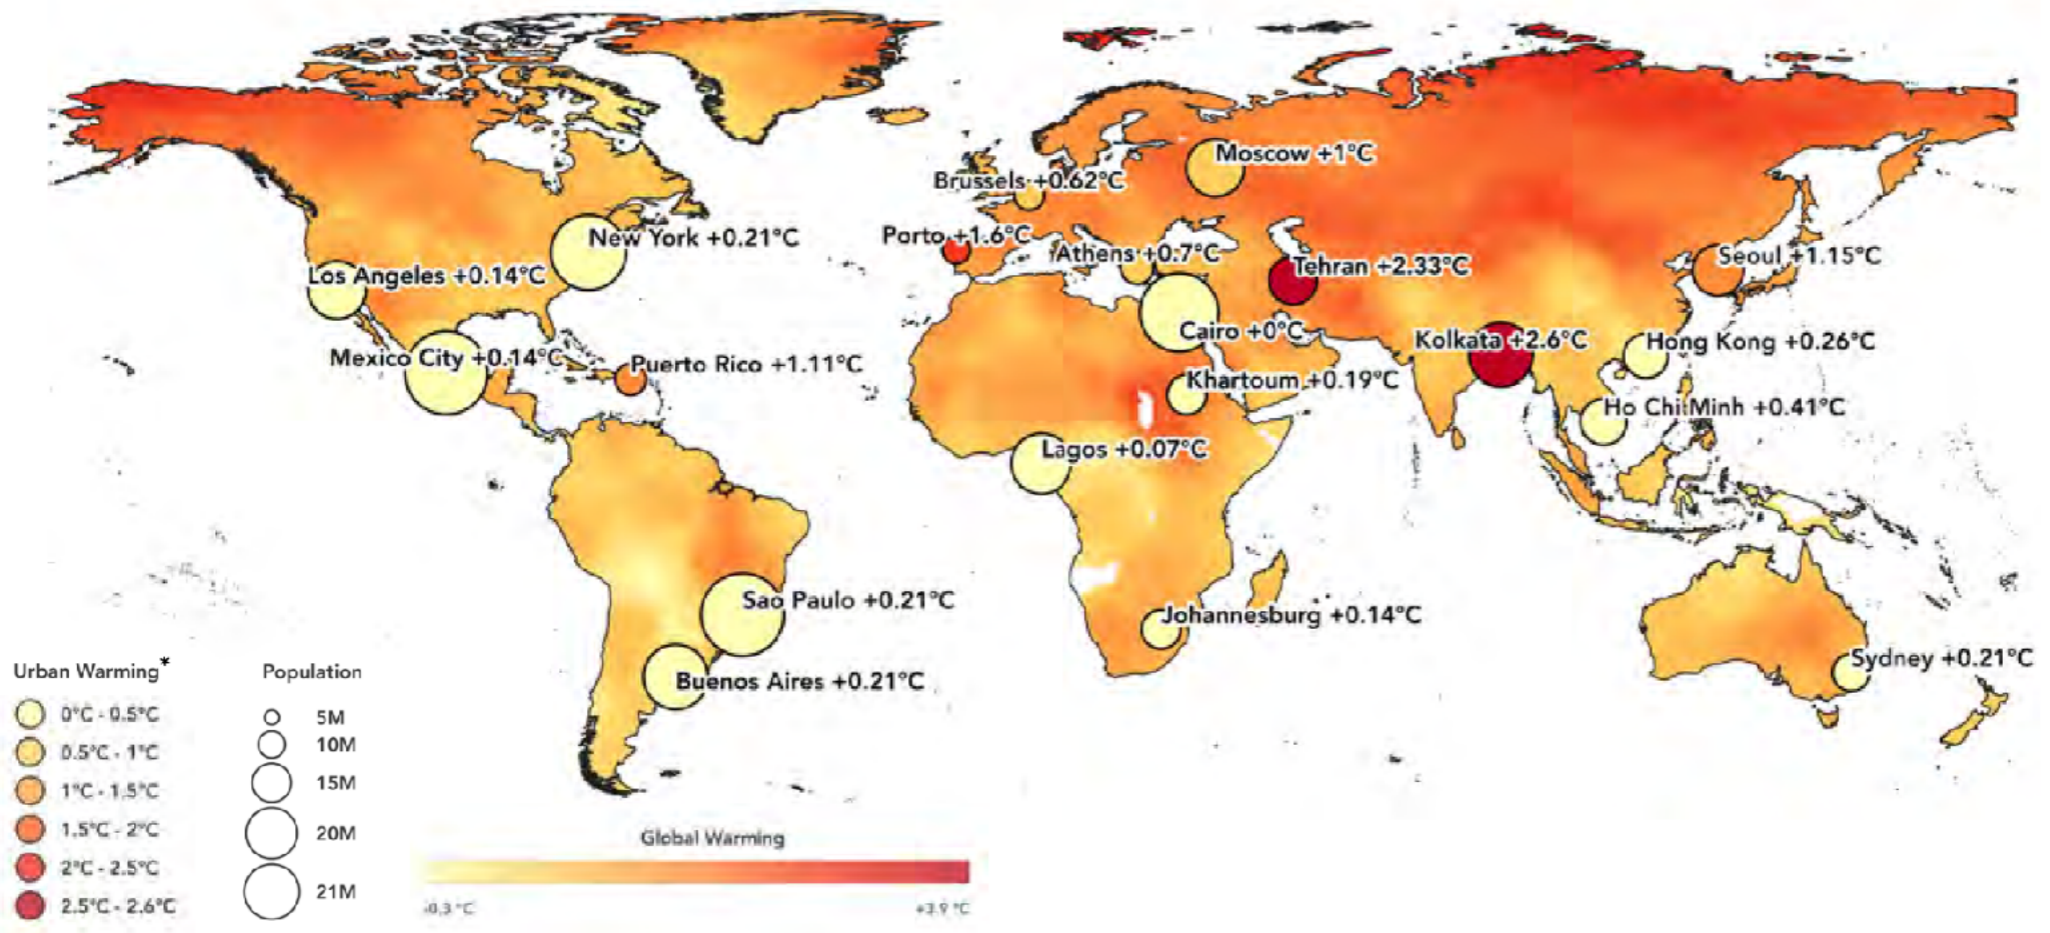 Moscow +1°C
Brussels +0.62°C
New York +0.21°C
Porto +1.6°C
Athens +0.7°C
Tehran +2.33°C
Seoul +1.15°C
Los Angeles +0.14°C
Cairo +0°C
Kolkata +2.6°C
Hong Kong +0.26°C
Mexico City +0.14°C
Puerto Rico +1.11°C
Khartoum +0.19°C
Ho Chi Minh +0.41°C
Lagos +0.07°C
Sao Paulo +0.21°C
Johannesburg +0.14°C
Buenos Aires +0.21°C
Sydney +0.21°C
Urban Warming*
0°C - 0.5°C
0.5°C - 1°C
1°C - 1.5°C
1.5°C - 2°C
2°C - 2.5°C
2.5°C - 2.6°C
Population
5M
10M
15M
20M
21M
Global Warming
-0.3 °C
+3.9 °C